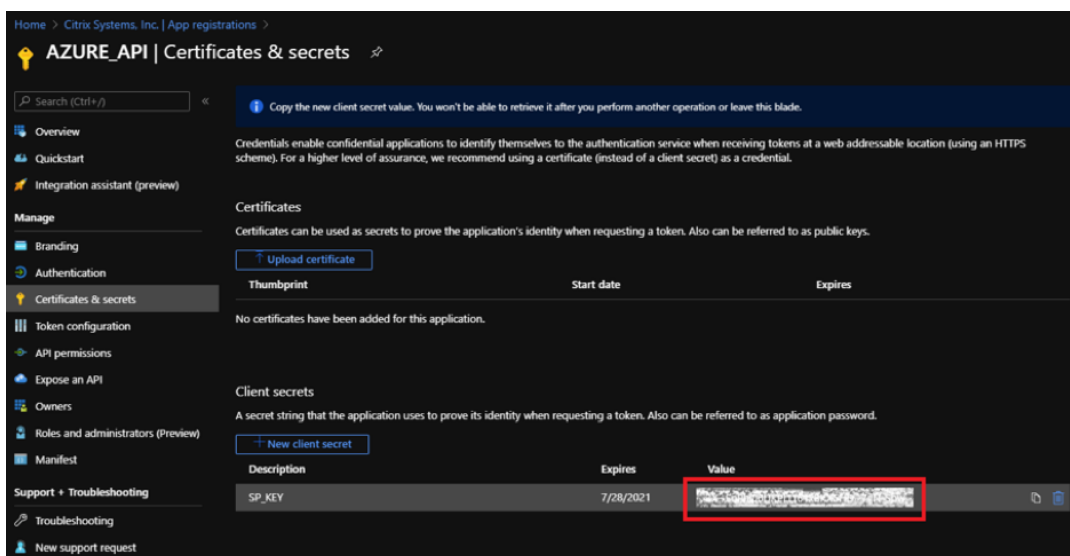 Home > Citrix Systems, Inc. | App registrations >
AZURE_API | Certificates & secrets
Search (Ctrl+/)
«
Overview
Quickstart
Integration assistant (preview)
Manage
Branding
Authentication
Certificates & secrets
Token configuration
API permissions
Expose an API
Owners
Roles and administrators (Preview)
Manifest
Support + Troubleshooting
Troubleshooting
New support request
Copy the new client secret value. You won't be able to retrieve it after you perform another operation or leave this blade.
Credentials enable confidential applications to identify themselves to the authentication service when receiving tokens at a web addressable location (using an HTTPS
scheme). For a higher level of assurance, we recommend using a certificate (instead of a client secret) as a credential.
Certificates
Certificates can be used as secrets to prove the application's identity when requesting a token. Also can be referred to as public keys.
Upload certificate
Thumbprint Start date Expires
No certificates have been added for this application.
Client secrets
A secret string that the application uses to prove its identity when requesting a token. Also can be referred to as application password.
New client secret
Description Expires Value
SP_KEY 7/28/2021